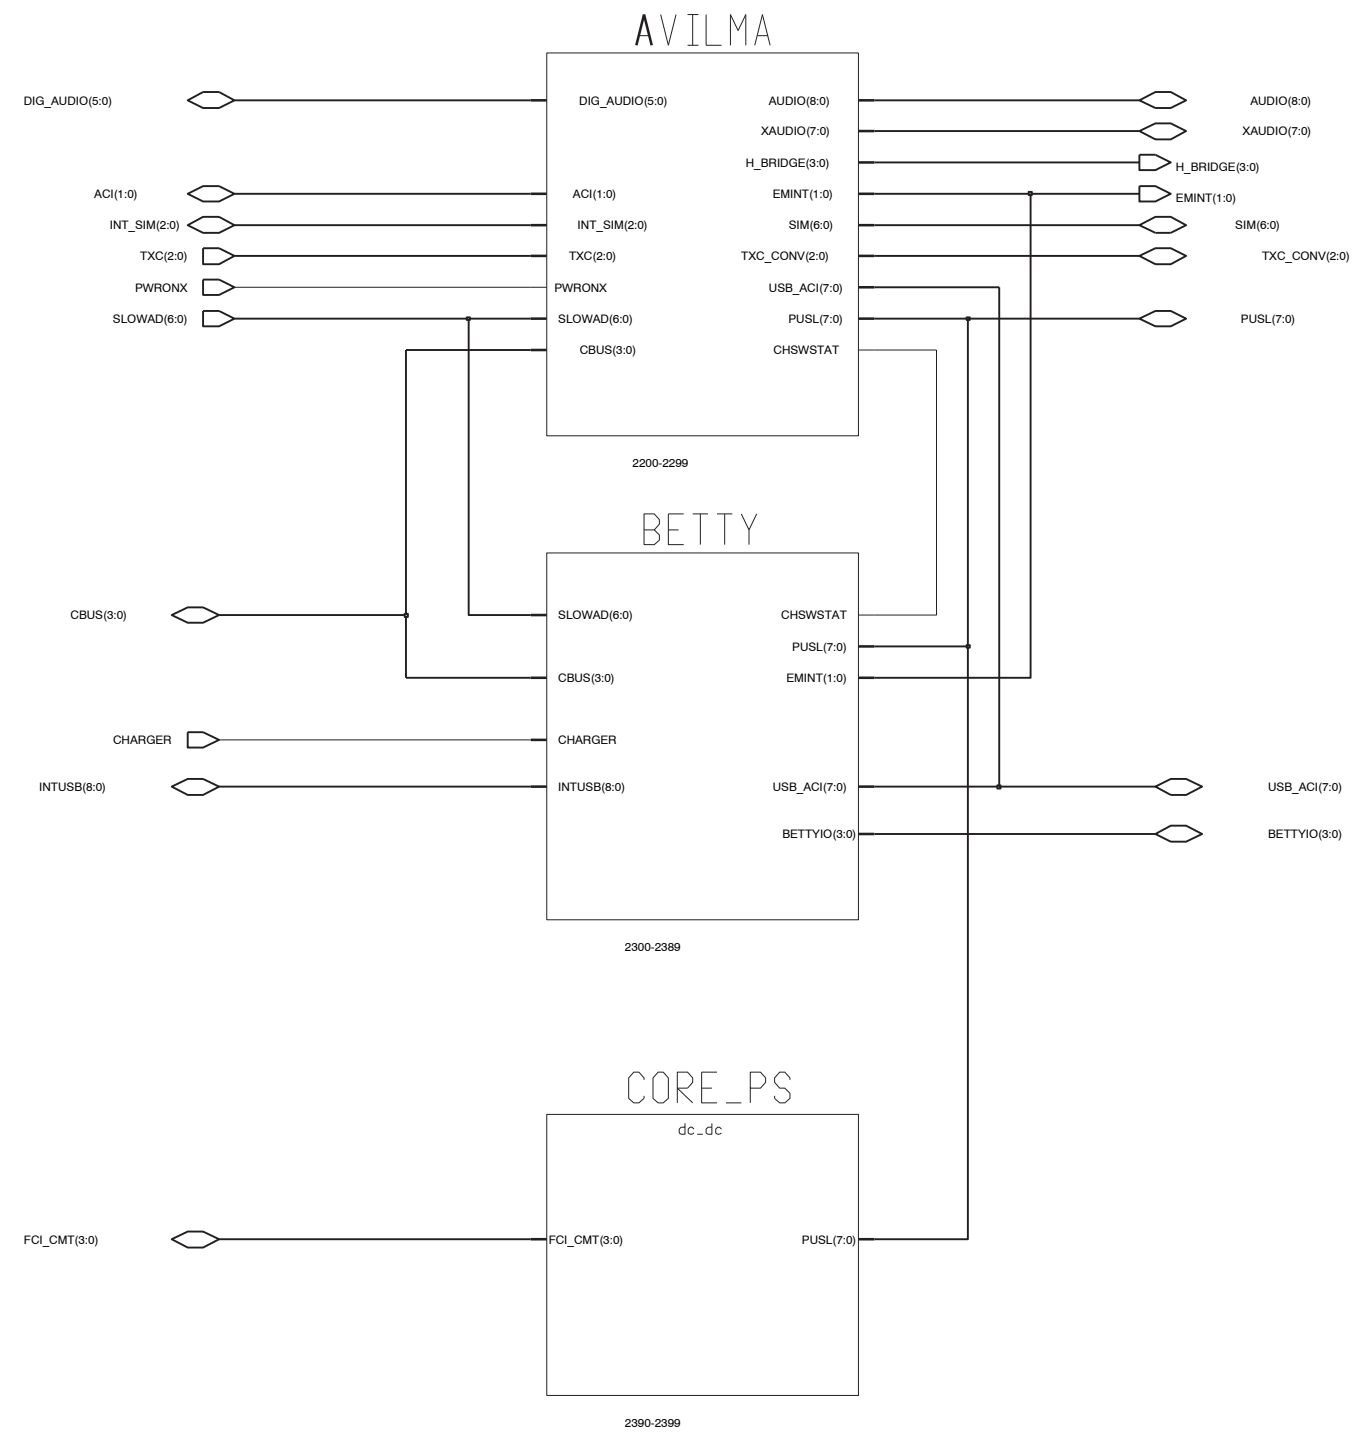 AVILMA
DIG_AUDIO(5:0) DIG_AUDIO(5:0) AUDIO(8:0) AUDIO(8:0)
XAUDIO(7:0) XAUDIO(7:0)
H_BRIDGE(3:0) H_BRIDGE(3:0)
ACI(1:0) ACI(1:0) EMINT(1:0) EMINT(1:0)
INT_SIM(2:0) INT_SIM(2:0) SIM(6:0) SIM(6:0)
TXC(2:0) TXC(2:0) TXC_CONV(2:0) TXC_CONV(2:0)
PWRONX PWRONX USB_ACI(7:0)
SLOWAD(6:0) SLOWAD(6:0) PUSL(7:0) PUSL(7:0)
CBUS(3:0) CHSWSTAT
2200-2299
BETTY
CBUS(3:0) SLOWAD(6:0) CHSWSTAT
PUSL(7:0)
CBUS(3:0) EMINT(1:0)
CHARGER CHARGER
INTUSB(8:0) INTUSB(8:0) USB_ACI(7:0) USB_ACI(7:0)
BETTYIO(3:0) BETTYIO(3:0)
2300-2389
CORE_PS
dc_dc
FCI_CMT(3:0) FCI_CMT(3:0) PUSL(7:0)
2390-2399